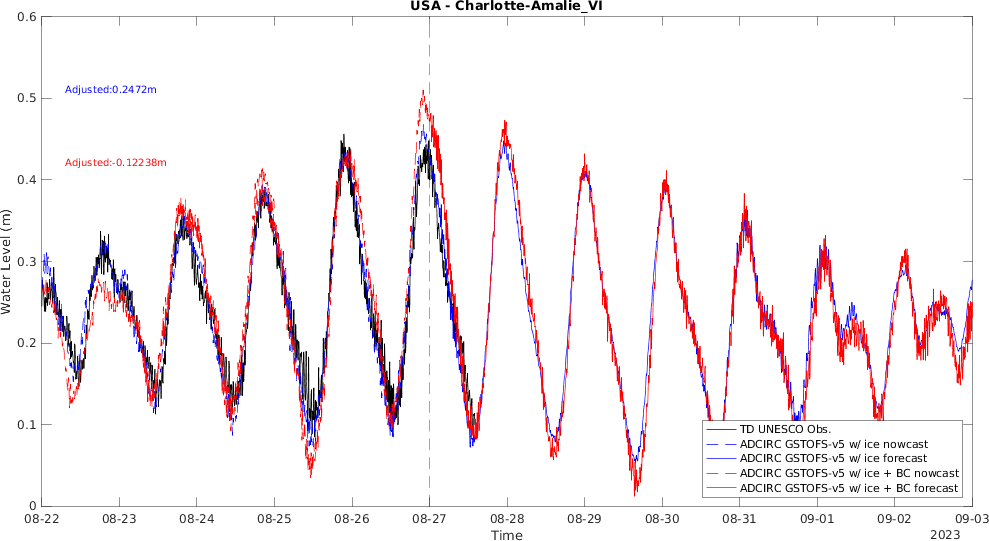 USA - Charlotte-Amalie_VI
0.6
0.5
0.4
0.3
0.2
0.1
0
Water Level (m)
Adjusted:0.2472m
Adjusted:-0.12238m
TD UNESCO Obs.
ADCIRC GSTOFS-v5 w/ ice nowcast
ADCIRC GSTOFS-v5 w/ ice forecast
ADCIRC GSTOFS-v5 w/ ice + BC nowcast
ADCIRC GSTOFS-v5 w/ ice + BC forecast
08-22 08-23 08-24 08-25 08-26 08-27 08-28 08-29 08-30 08-31 09-01 09-02 09-03
Time
2023